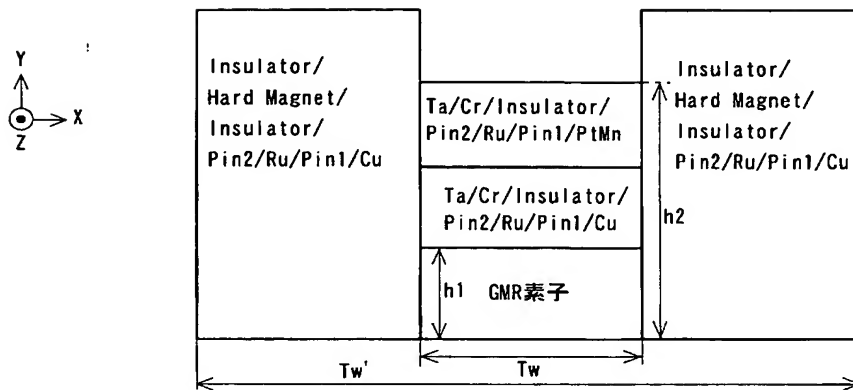 Y
X
Z
Insulator/
Hard Magnet/
Insulator/
Pin2/Ru/Pin1/Cu
Ta/Cr/Insulator/
Pin2/Ru/Pin1/PtMn
Ta/Cr/Insulator/
Pin2/Ru/Pin1/Cu
h1
GMR素子
Insulator/
Hard Magnet/
Insulator/
Pin2/Ru/Pin1/Cu
h2
Tw'
Tw